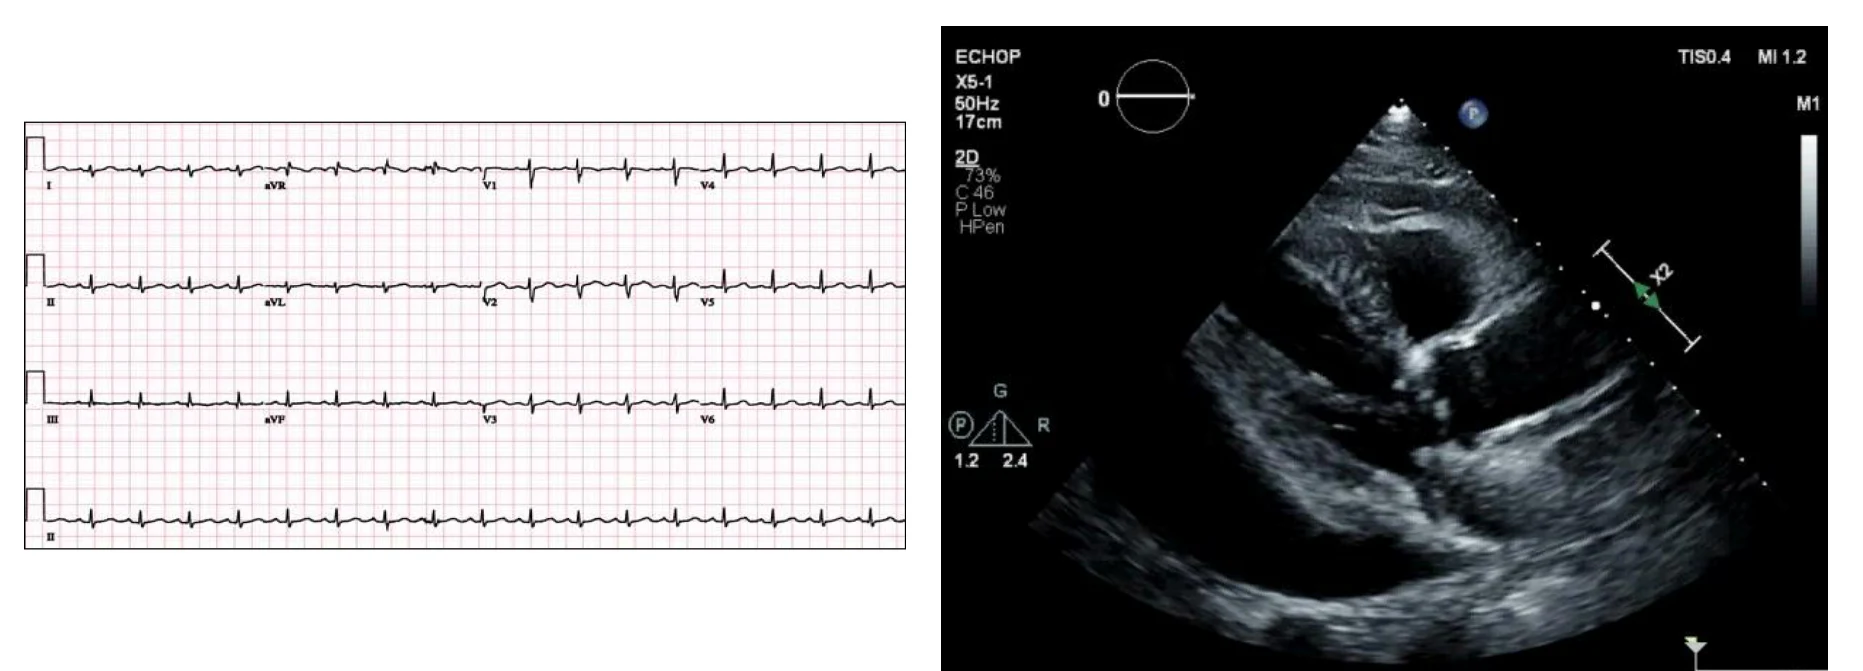 I aVR V1 V4
II aVL V2 V5
III aVF V3 V6
II
ECHOP
X5-1
50Hz
17cm
2D
73%
C 46
P Low
HPen
0
P
TIS0.4 MI 1.2
M1
X2
G
P R
1.2 2.4